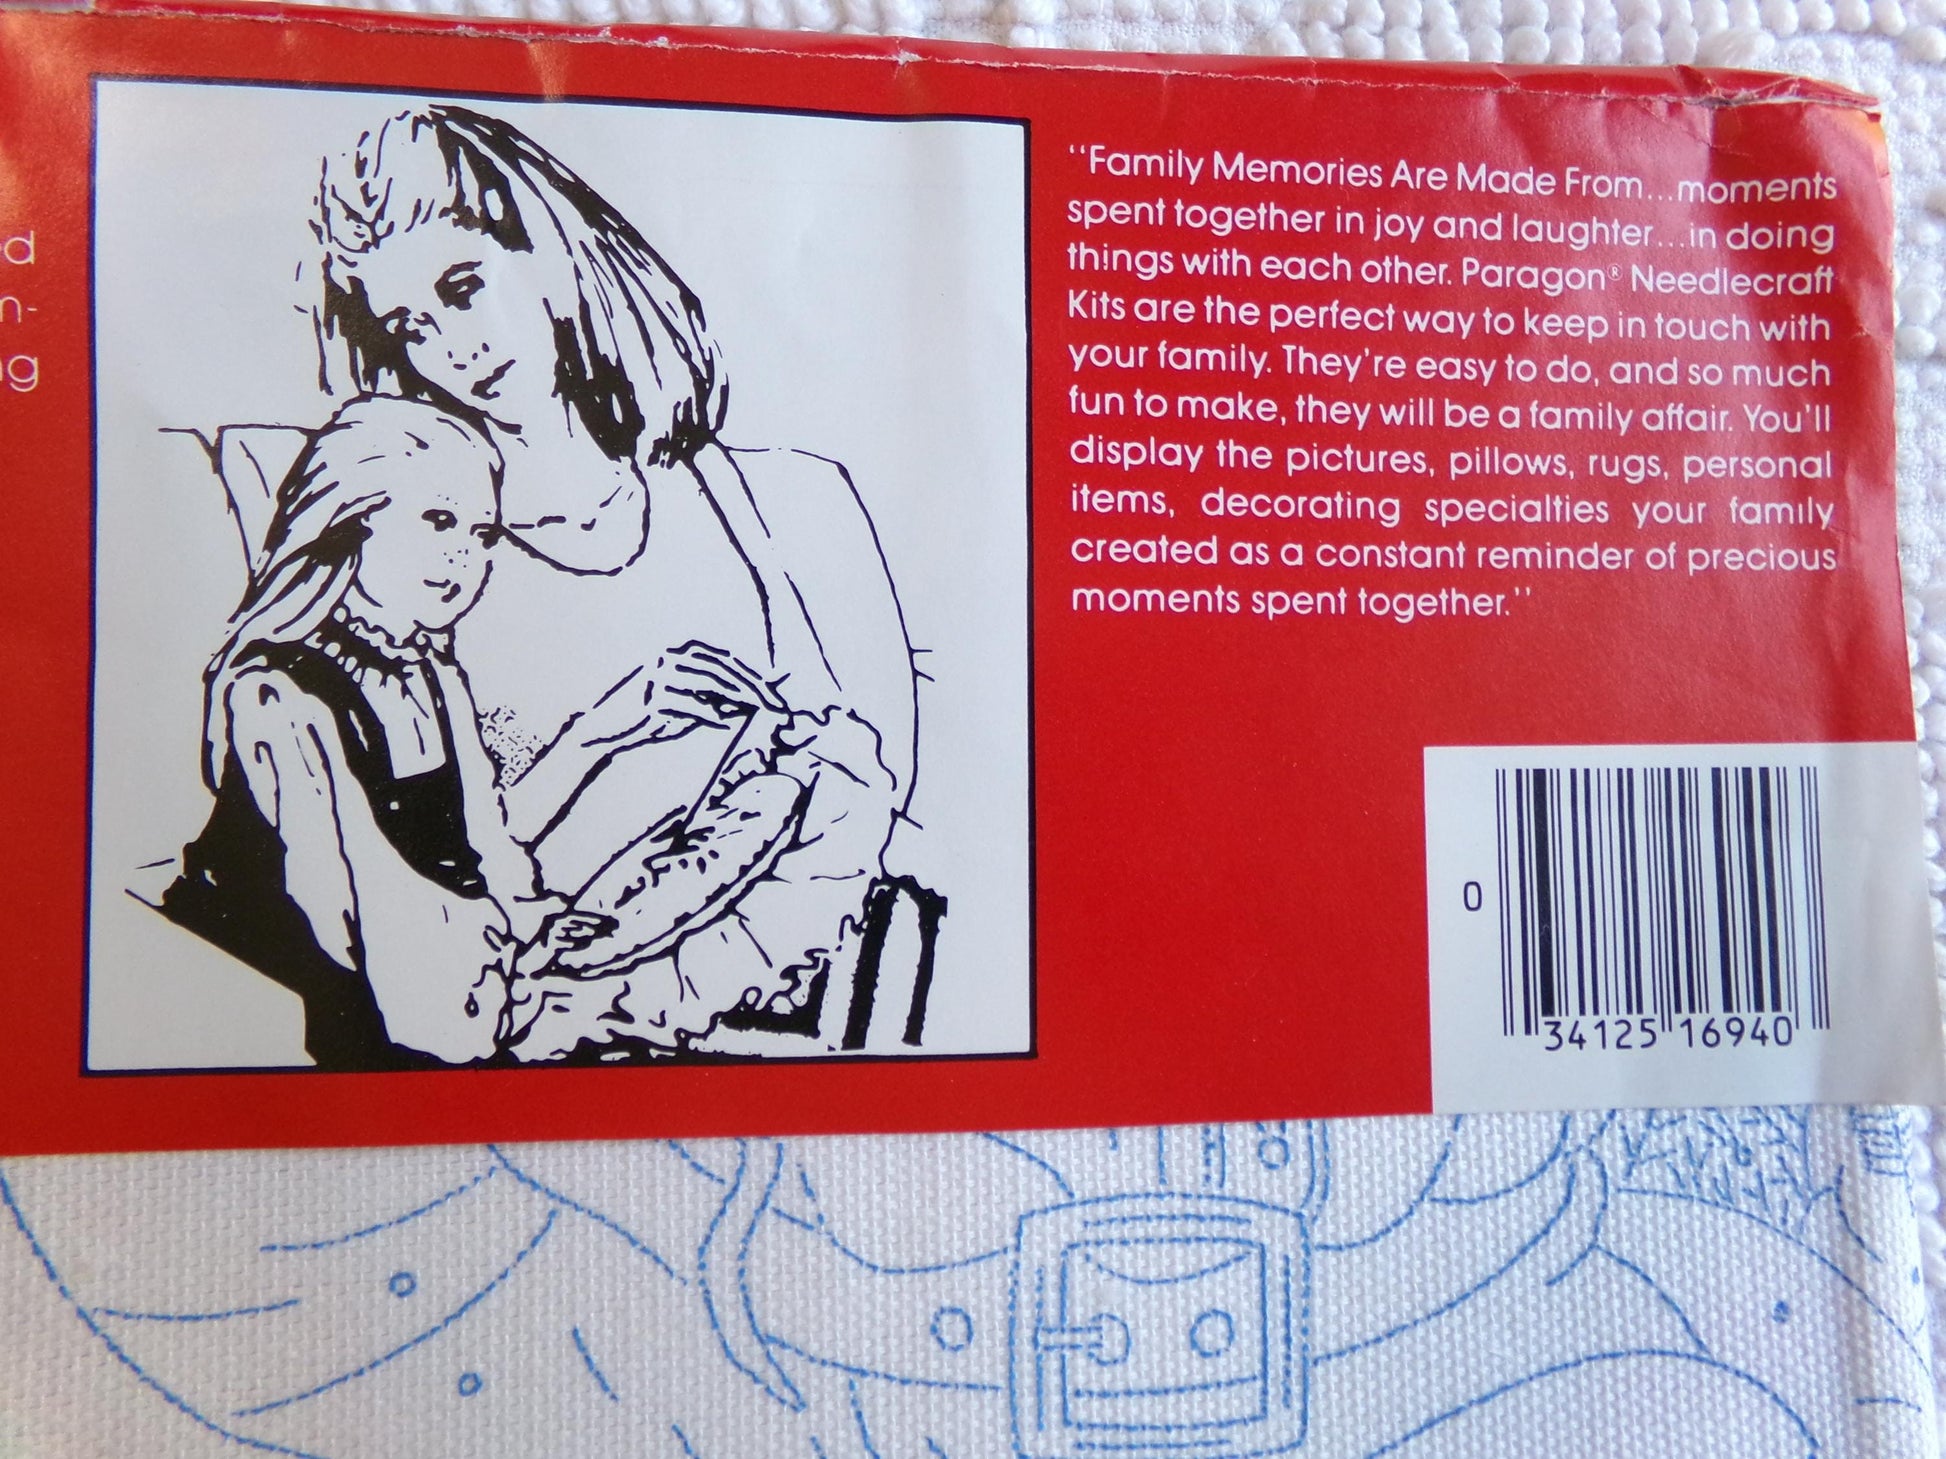 "Family Memories Are Made From...moments
spent together in joy and laughter...in doing
things with each other. Paragon® Needlecraft
Kits are the perfect way to keep in touch with
your family. They're easy to do, and so much
fun to make, they will be a family affair. You'll
display the pictures, pillows, rugs, personal
items, decorating specialties your family
created as a constant reminder of precious
moments spent together."
0 34125 16940